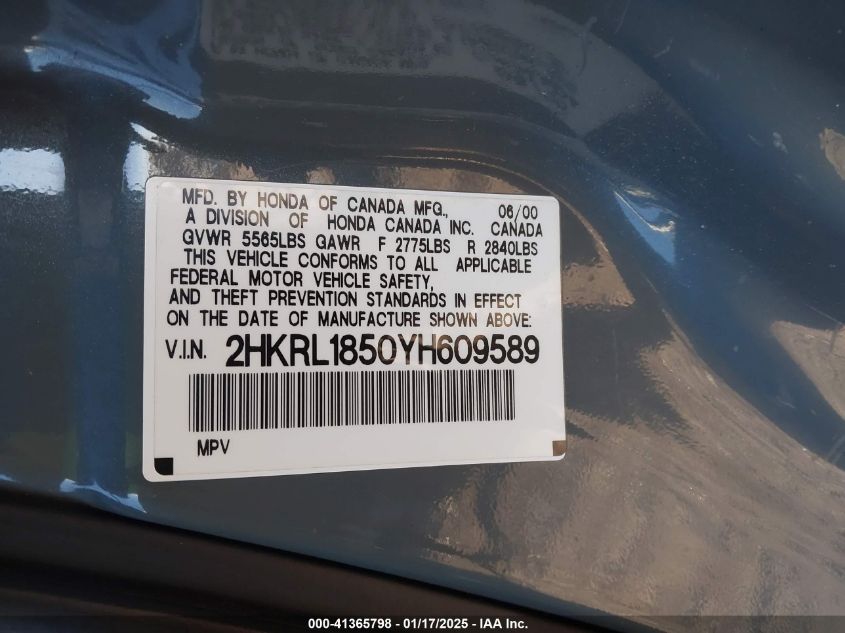 MFD. BY HONDA OF CANADA MFG., 06/00
A DIVISION OF HONDA CANADA INC. CANADA
GVWR 5565LBS GAWR F 2775LBS R 2840LBS
THIS VEHICLE CONFORMS TO ALL APPLICABLE
FEDERAL MOTOR VEHICLE SAFETY,
AND THEFT PREVENTION STANDARDS IN EFFECT
ON THE DATE OF MANUFACTURE SHOWN ABOVE:
V.I.N. 2HKRL1850YH609589
MPV
000-41365798 - 01/17/2025 - IAA Inc.